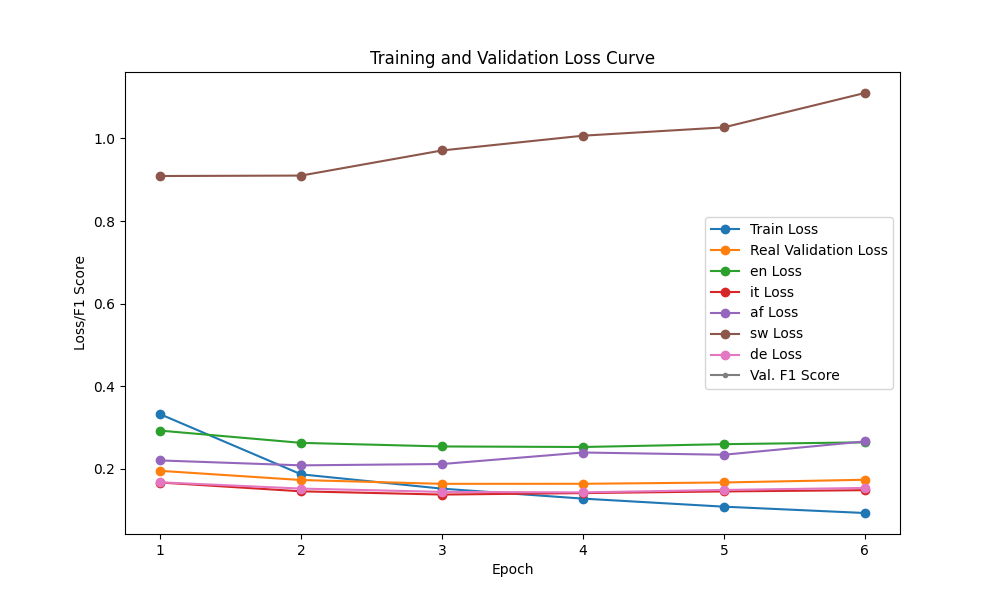 Training and Validation Loss Curve
Loss/F1 Score
1.0
0.8
0.6
0.4
0.2
Train Loss
Real Validation Loss
en Loss
it Loss
af Loss
sw Loss
de Loss
Val. F1 Score
1 2 3 4 5 6
Epoch